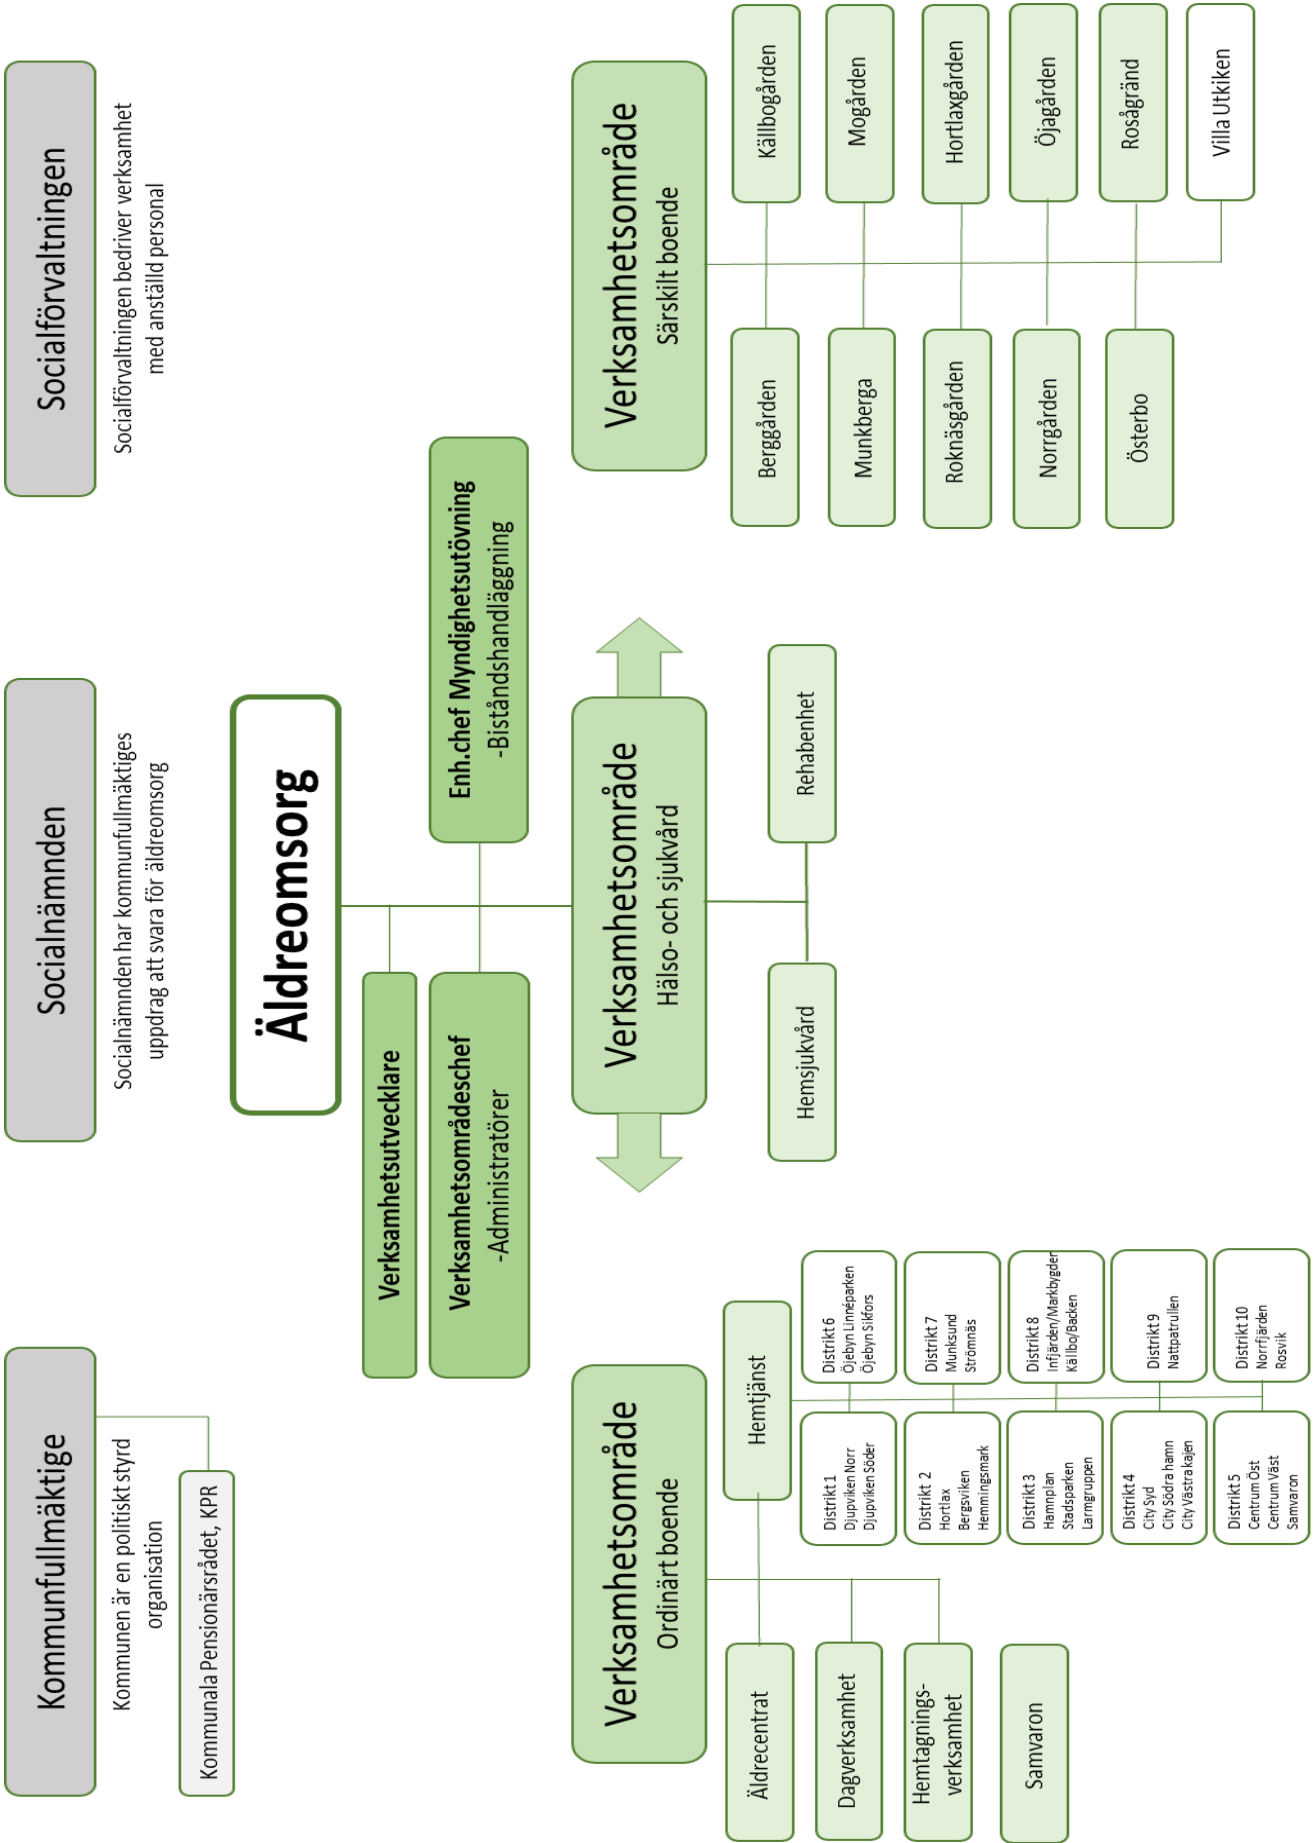 Kommunfullmäktige
Kommunen är en politiskt styrd
organisation
Kommunala Pensionärsrådet, KPR
Socialnämnden
Socialnämnden har kommunfullmäktiges
uppdrag att svara för äldreomsorg
Socialförvaltningen
Socialförvaltningen bedriver verksamhet
med anställd personal
Äldreomsorg
Verksamhetsutvecklare
Verksamhetsområdeschef
-Administratörer
Enh.chef Myndighetsutövning
-Biståndshandläggning
Verksamhetsområde
Ordinärt boende
Äldrecentrat
Dagverksamhet
Hemtagnings-
verksamhet
Samvaron
Hemtjänst
Distrikt 1
Djupviken Norr
Djupviken Söder
Distrikt 6
Öjebyn Linnéparken
Öjebyn Sikfors
Distrikt 2
Hortlax
Bergsviken
Hemmingsmark
Distrikt 7
Munksund
Strömnäs
Distrikt 3
Hamnplan
Stadsparken
Larmgruppen
Distrikt 8
Infjärden/Markbygden
Källbo/Backen
Distrikt 4
City Syd
City Södra hamn
City Västra kajen
Distrikt 9
Nattpatrullen
Distrikt 5
Centrum Öst
Centrum Väst
Samvaron
Distrikt 10
Norrfjärden
Rosvik
Verksamhetsområde
Hälso- och sjukvård
Hemsjukvård
Rehabenhet
Verksamhetsområde
Särskilt boende
Berggården
Källbogården
Munkberga
Mogården
Roknäsgården
Hortlaxgården
Norrgården
Öjagården
Österbo
Rosågränd
Villa Utkiken